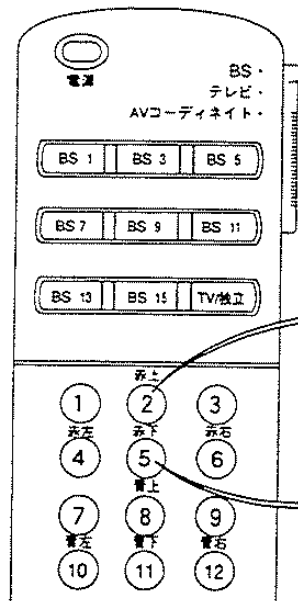 電源
BS・
テレビ・
AVコーディネイト・
BS 1 BS 3 BS 5
BS 7 BS 9 BS 11
BS 13 BS 15 TV/独立
赤上
1 2 3
赤左 赤下 赤右
4 5 6
青上
7 8 9
青左 青下 青右
10 11 12